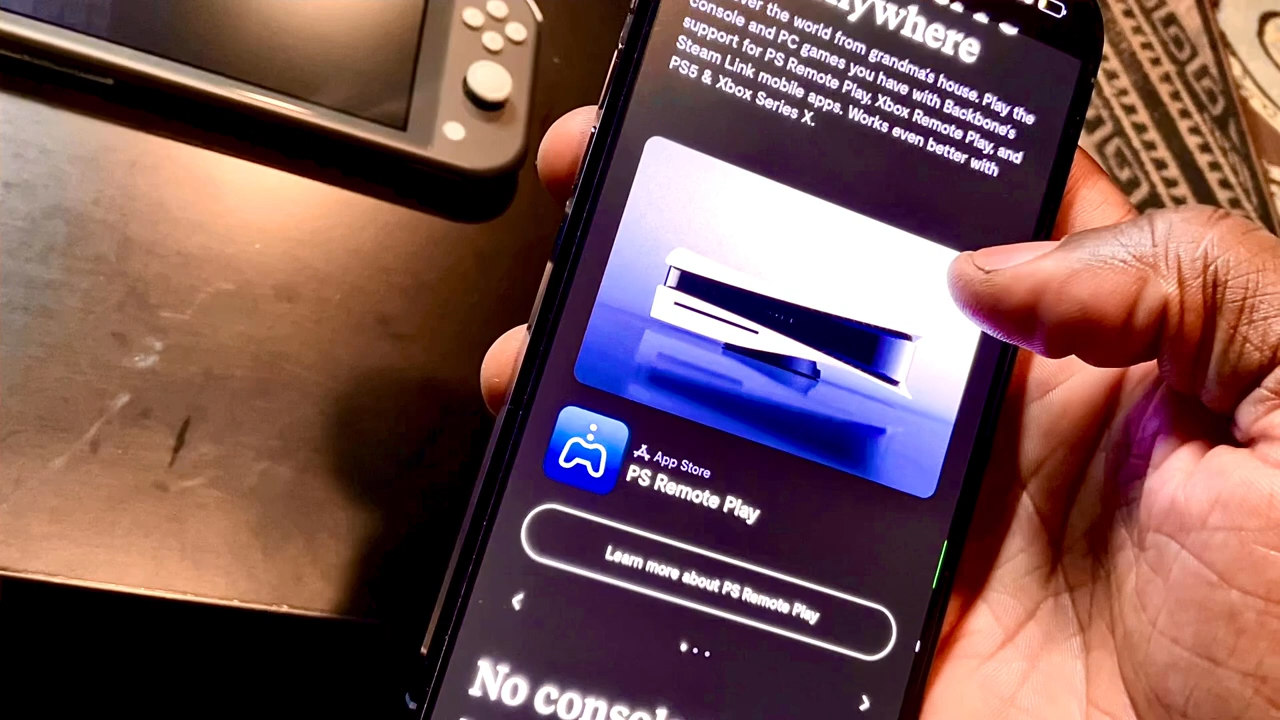 nywhere
ver the world from grandma's house. Play the
console and PC games you have with Backbone's
support for PS Remote Play, Xbox Remote Play, and
Steam Link mobile apps. Works even better with
PS5 & Xbox Series X.
App Store
PS Remote Play
Learn more about PS Remote Play
No consol